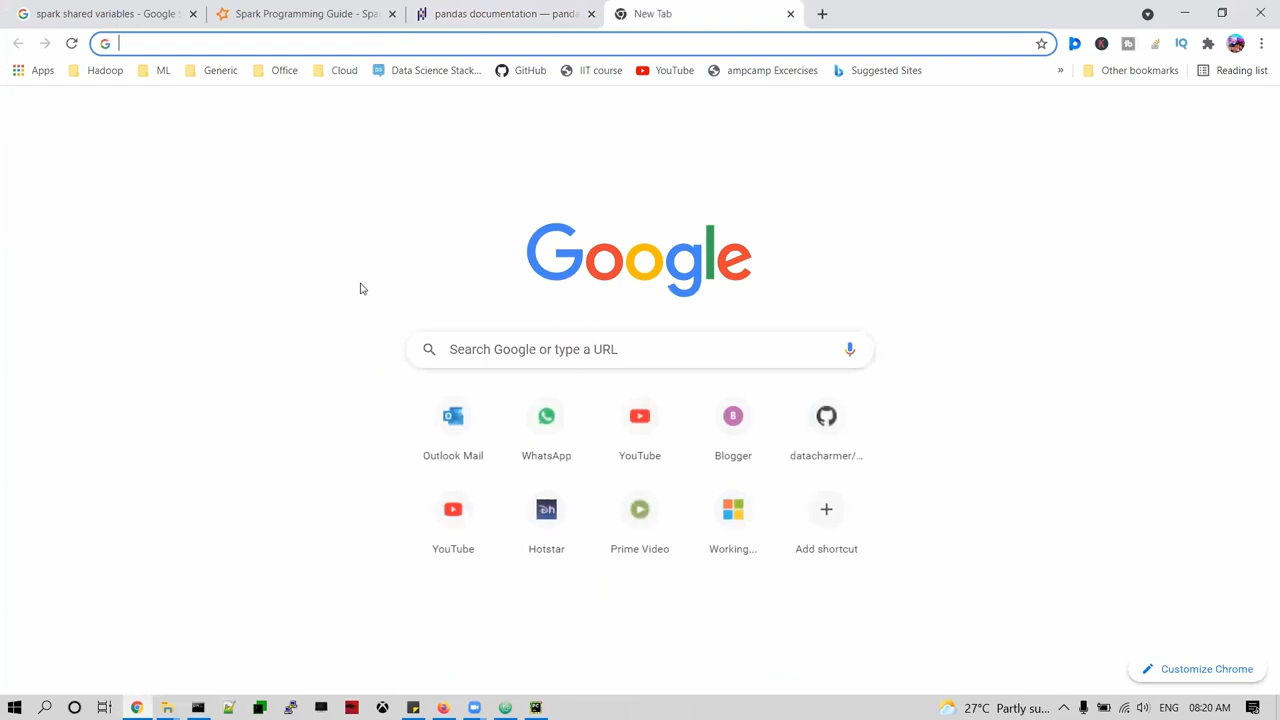 spark shared variables - Google S
Spark Programming Guide - Spa
pandas documentation — panda
New Tab
Apps
Hadoop
ML
Generic
Office
Cloud
Data Science Stack...
GitHub
IIT course
YouTube
ampcamp Excercises
Suggested Sites
»
Other bookmarks
Reading list
Google
Search Google or type a URL
Outlook Mail
WhatsApp
YouTube
Blogger
datacharmer/...
YouTube
Hotstar
Prime Video
Working...
Add shortcut
Customize Chrome
27°C Partly su...
ENG
08:20 AM